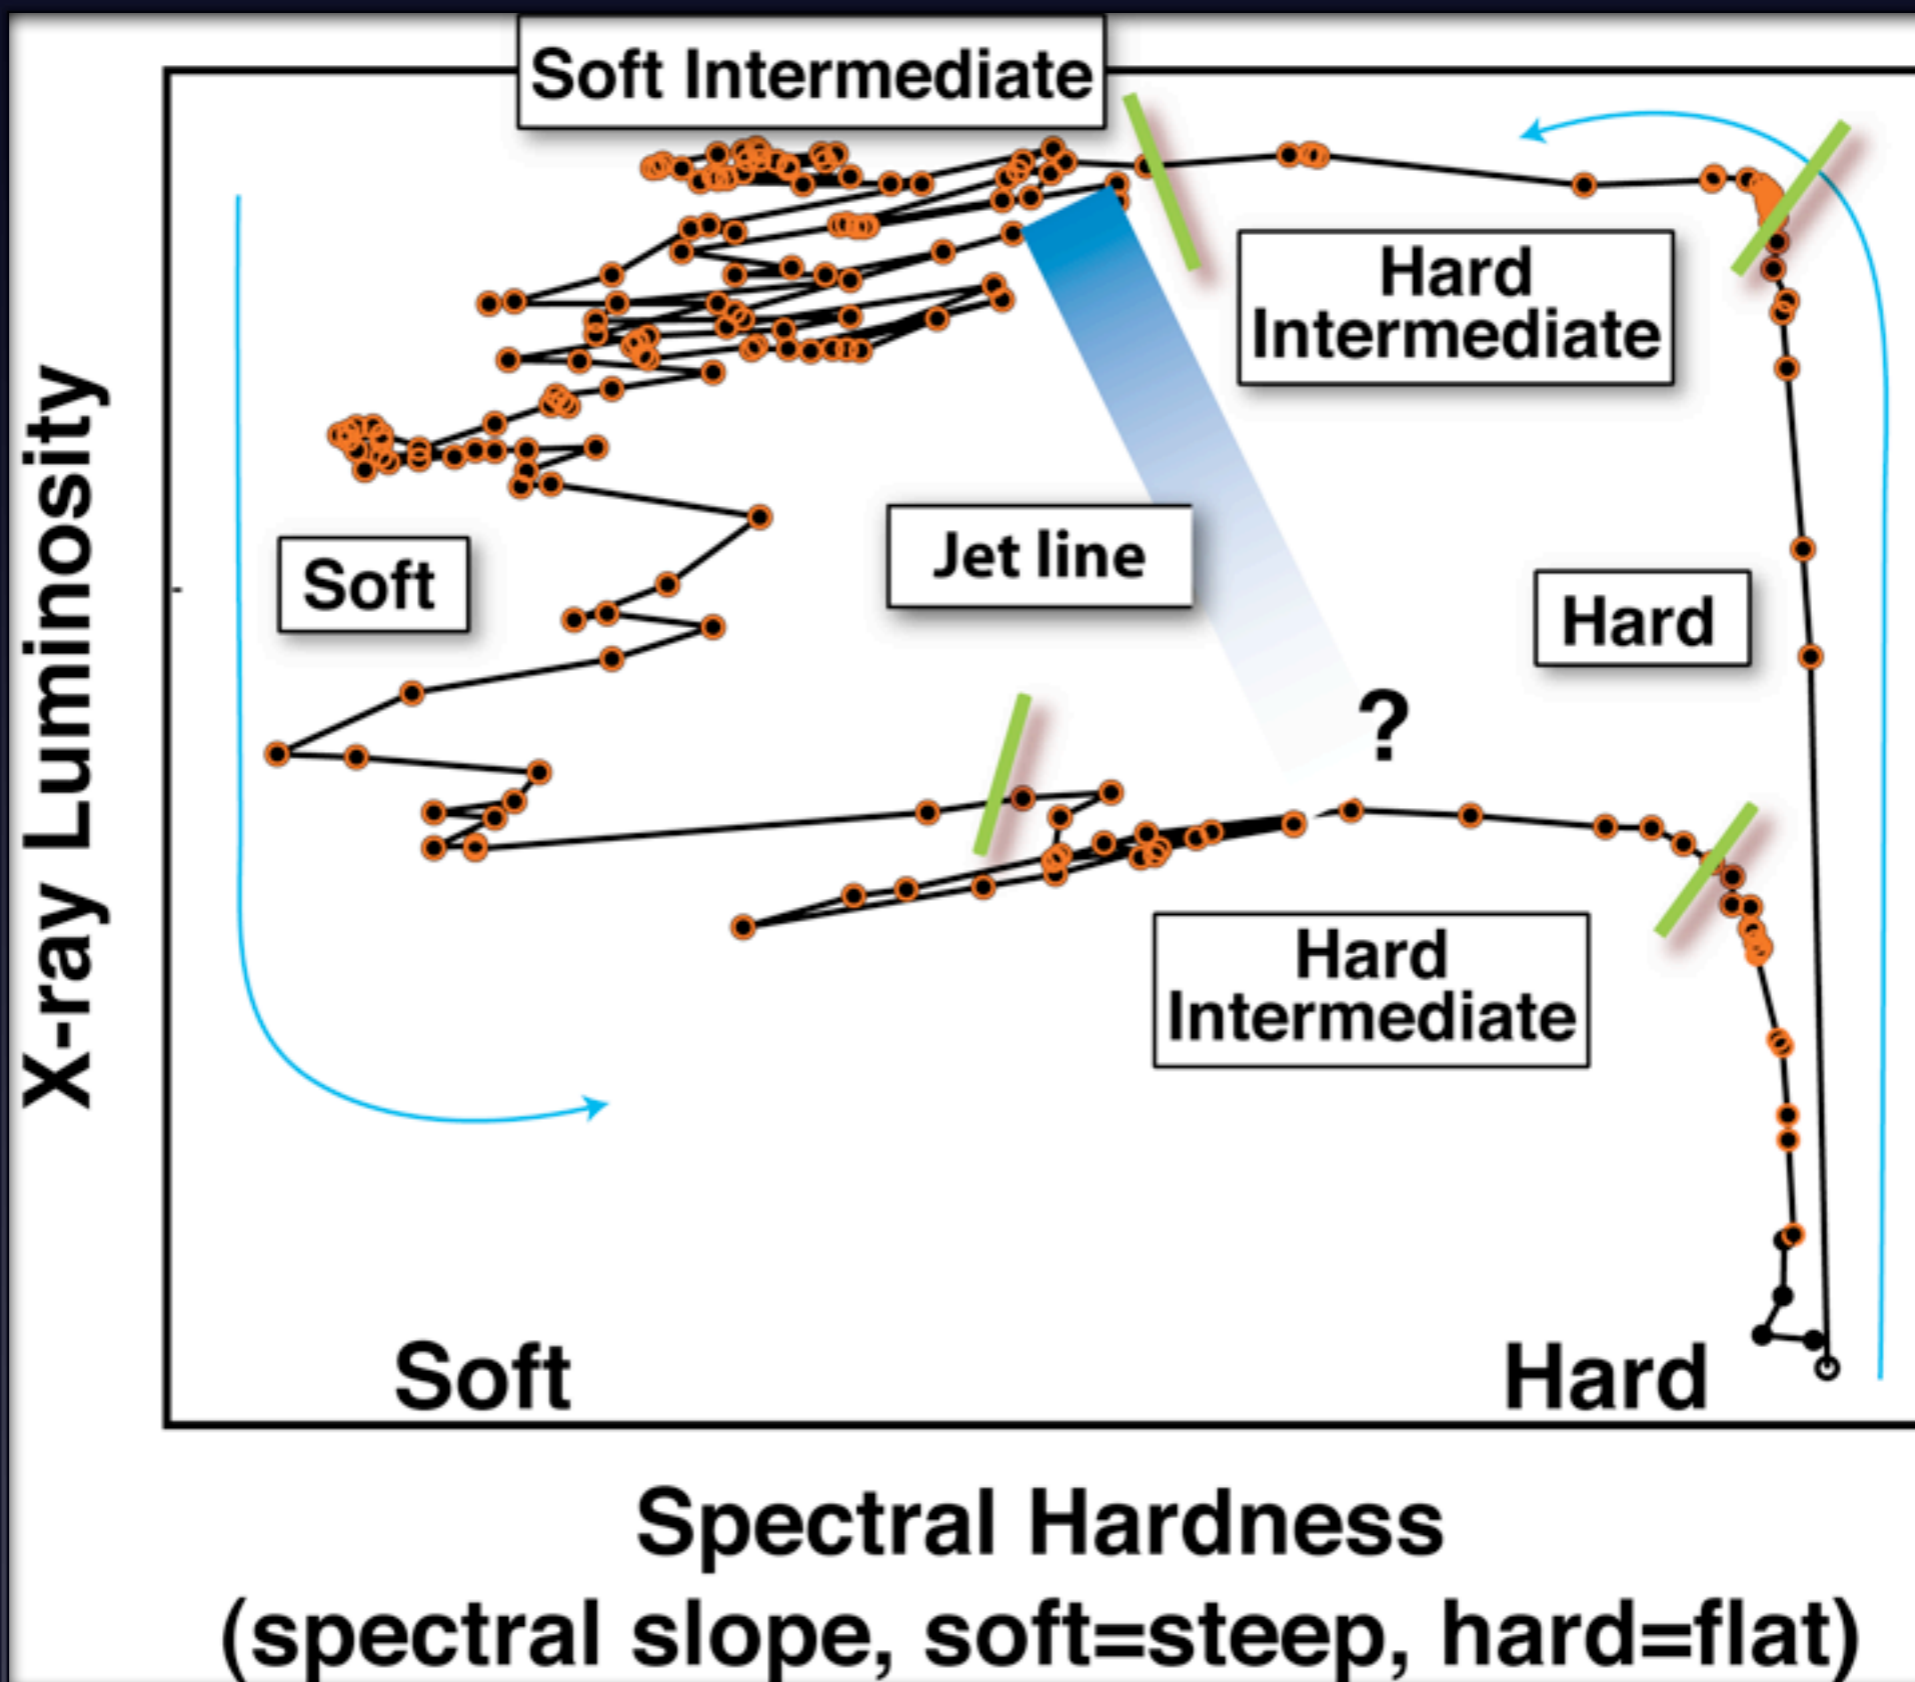 Soft Intermediate
Hard
Intermediate
X-ray Luminosity
Jet line
Soft
Hard
?
Hard
Intermediate
Soft
Hard
Spectral Hardness
(spectral slope, soft=steep, hard=flat)